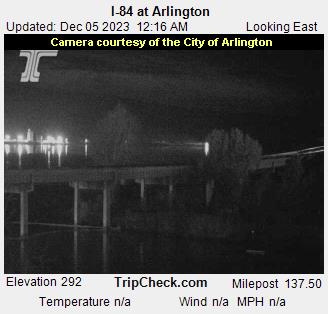 I-84 at Arlington
Updated: Dec 05 2023 12:16 AM Looking East
Camera courtesy of the City of Arlington
Elevation 292 TripCheck.com Milepost 137.50
Temperature n/a Wind n/a MPH n/a